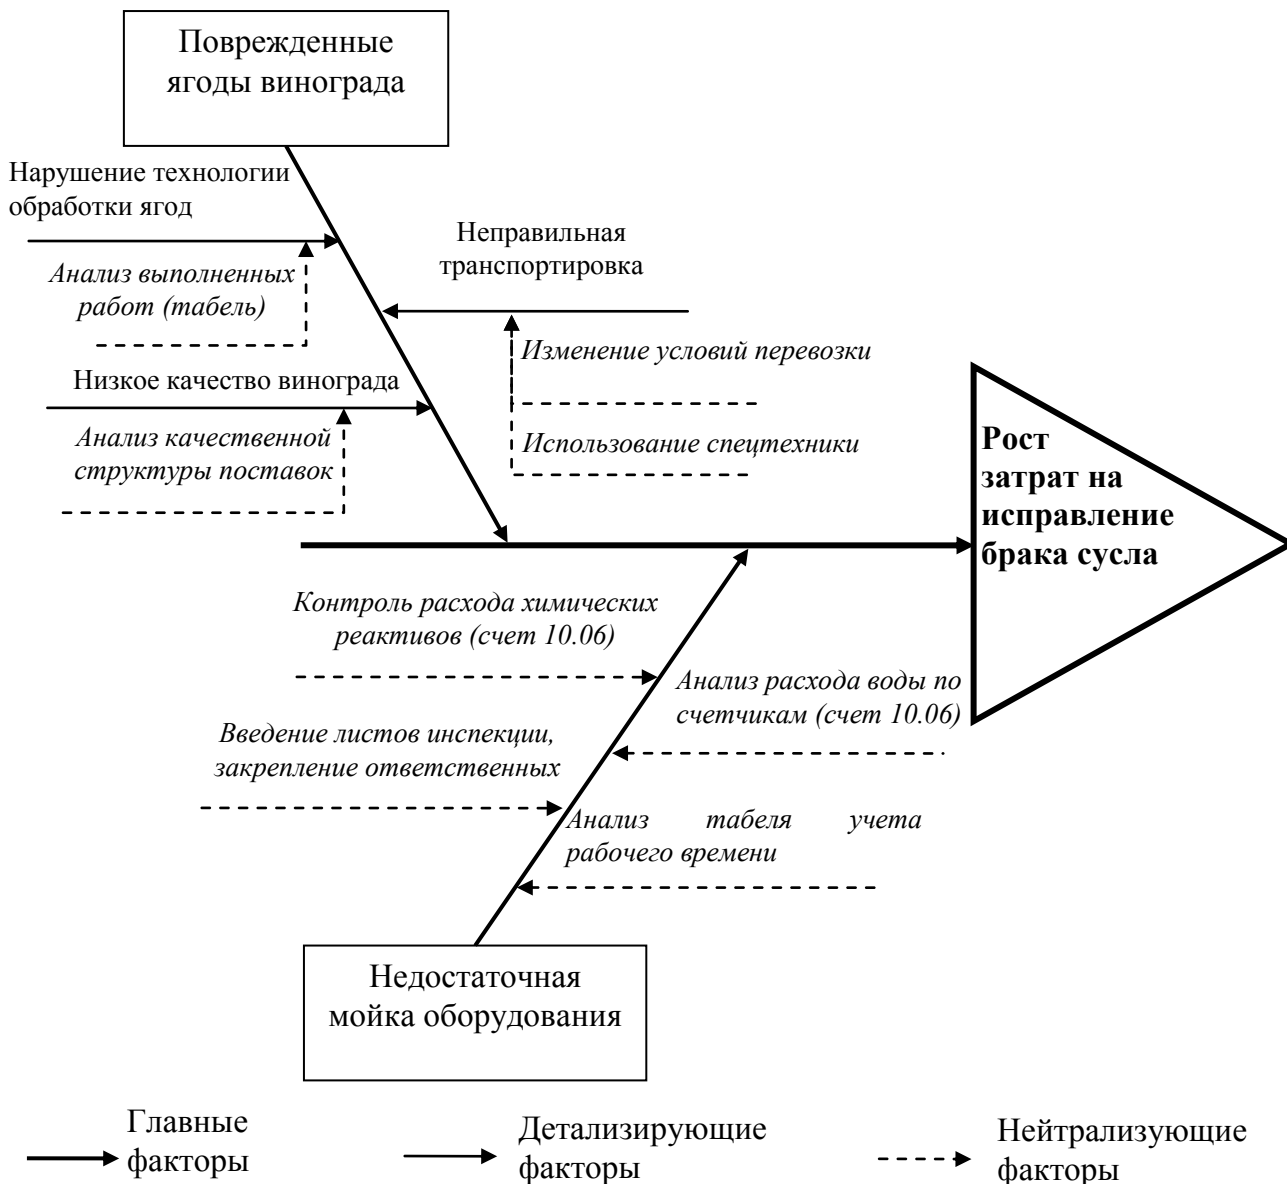 Поврежденные
ягоды винограда
Нарушение технологии
обработки ягод
Анализ выполненных
работ (табель)
Неправильная
транспортировка
Изменение условий перевозки
Низкое качество винограда
Анализ качественной
структуры поставок
Использование спецтехники
Рост
затрат на
исправление
брака сусла
Контроль расхода химических
реактивов (счет 10.06)
Анализ расхода воды по
счетчикам (счет 10.06)
Введение листов инспекции,
закрепление ответственных
Анализ табеля учета
рабочего времени
Недостаточная
мойка оборудования
Главные
факторы
Детализирующие
факторы
Нейтрализующие
факторы